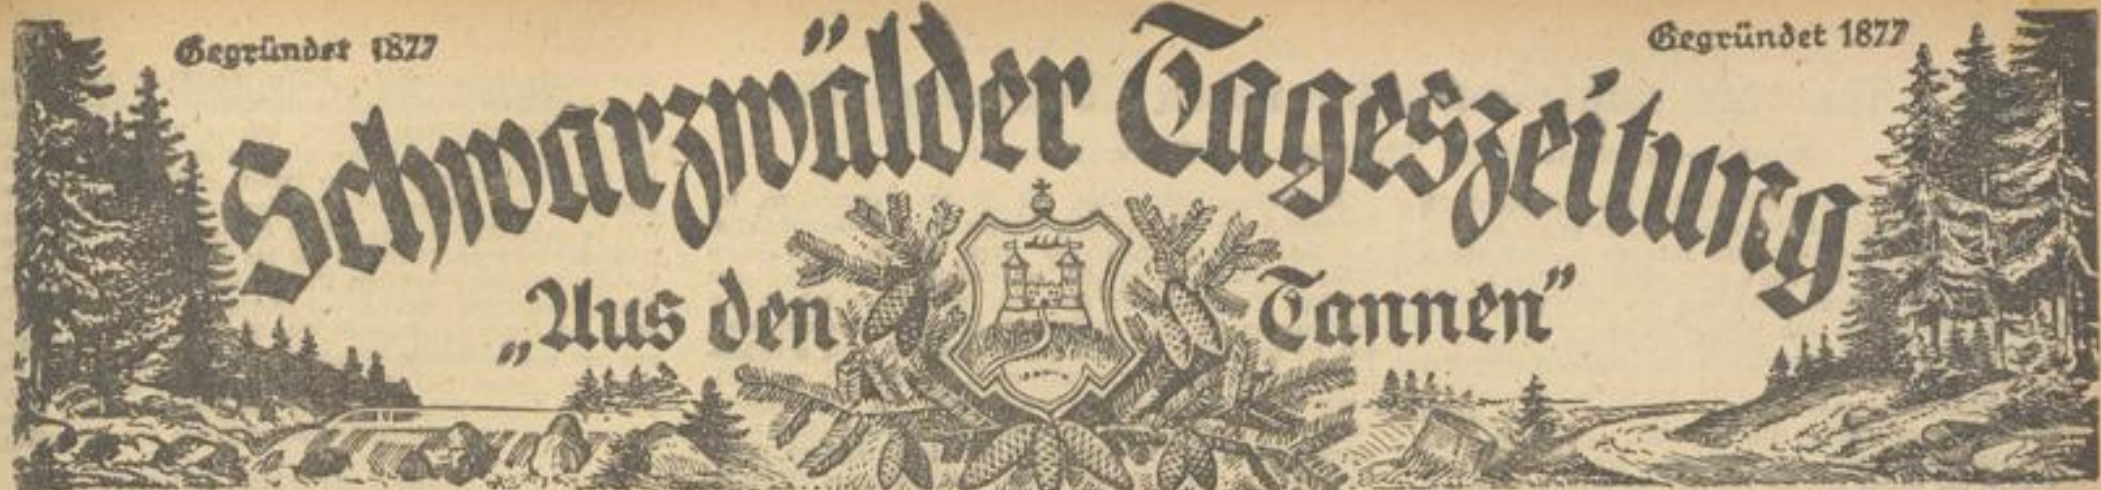 Gegründet 1877
Gegründet 1877
Schwarzwälder Tageszeitung
„Aus den Tannen"